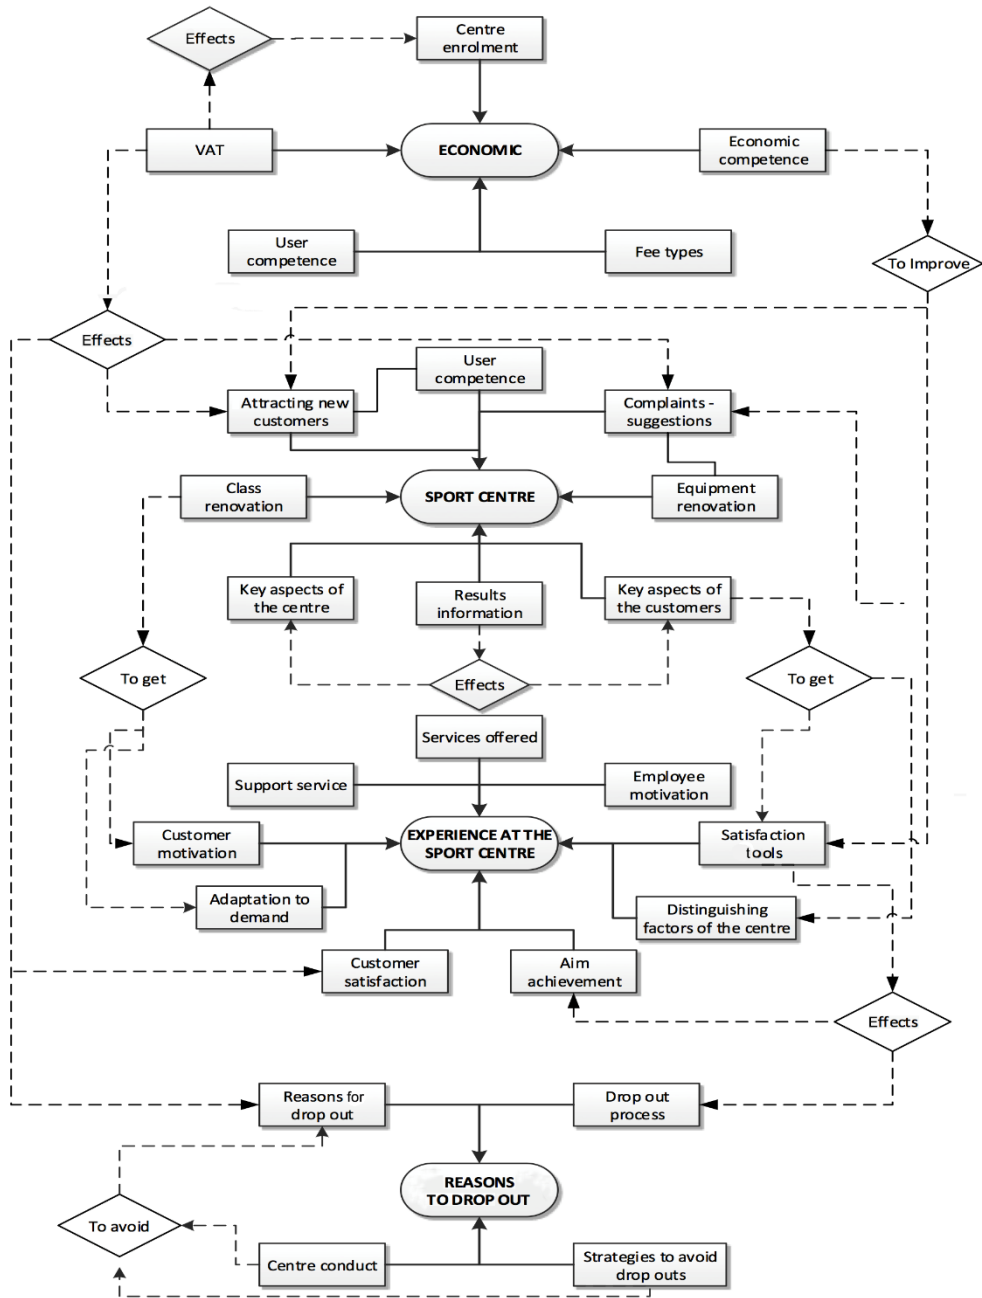 Effects
Centre
enrolment
VAT
ECONOMIC
Economic
competence
User
competence
Fee types
To Improve
Effects
User
competence
Attracting new
customers
Complaints -
suggestions
Class
renovation
SPORT CENTRE
Equipment
renovation
Key aspects of
the centre
Results
information
Key aspects of
the customers
To get
Effects
To get
Services offered
Support service
Employee
motivation
Customer
motivation
EXPERIENCE AT THE
SPORT CENTRE
Satisfaction
tools
Adaptation to
demand
Distinguishing
factors of the centre
Customer
satisfaction
Aim
achievement
Effects
Reasons for
drop out
Drop out
process
REASONS
TO DROP OUT
To avoid
Centre conduct
Strategies to avoid
drop outs